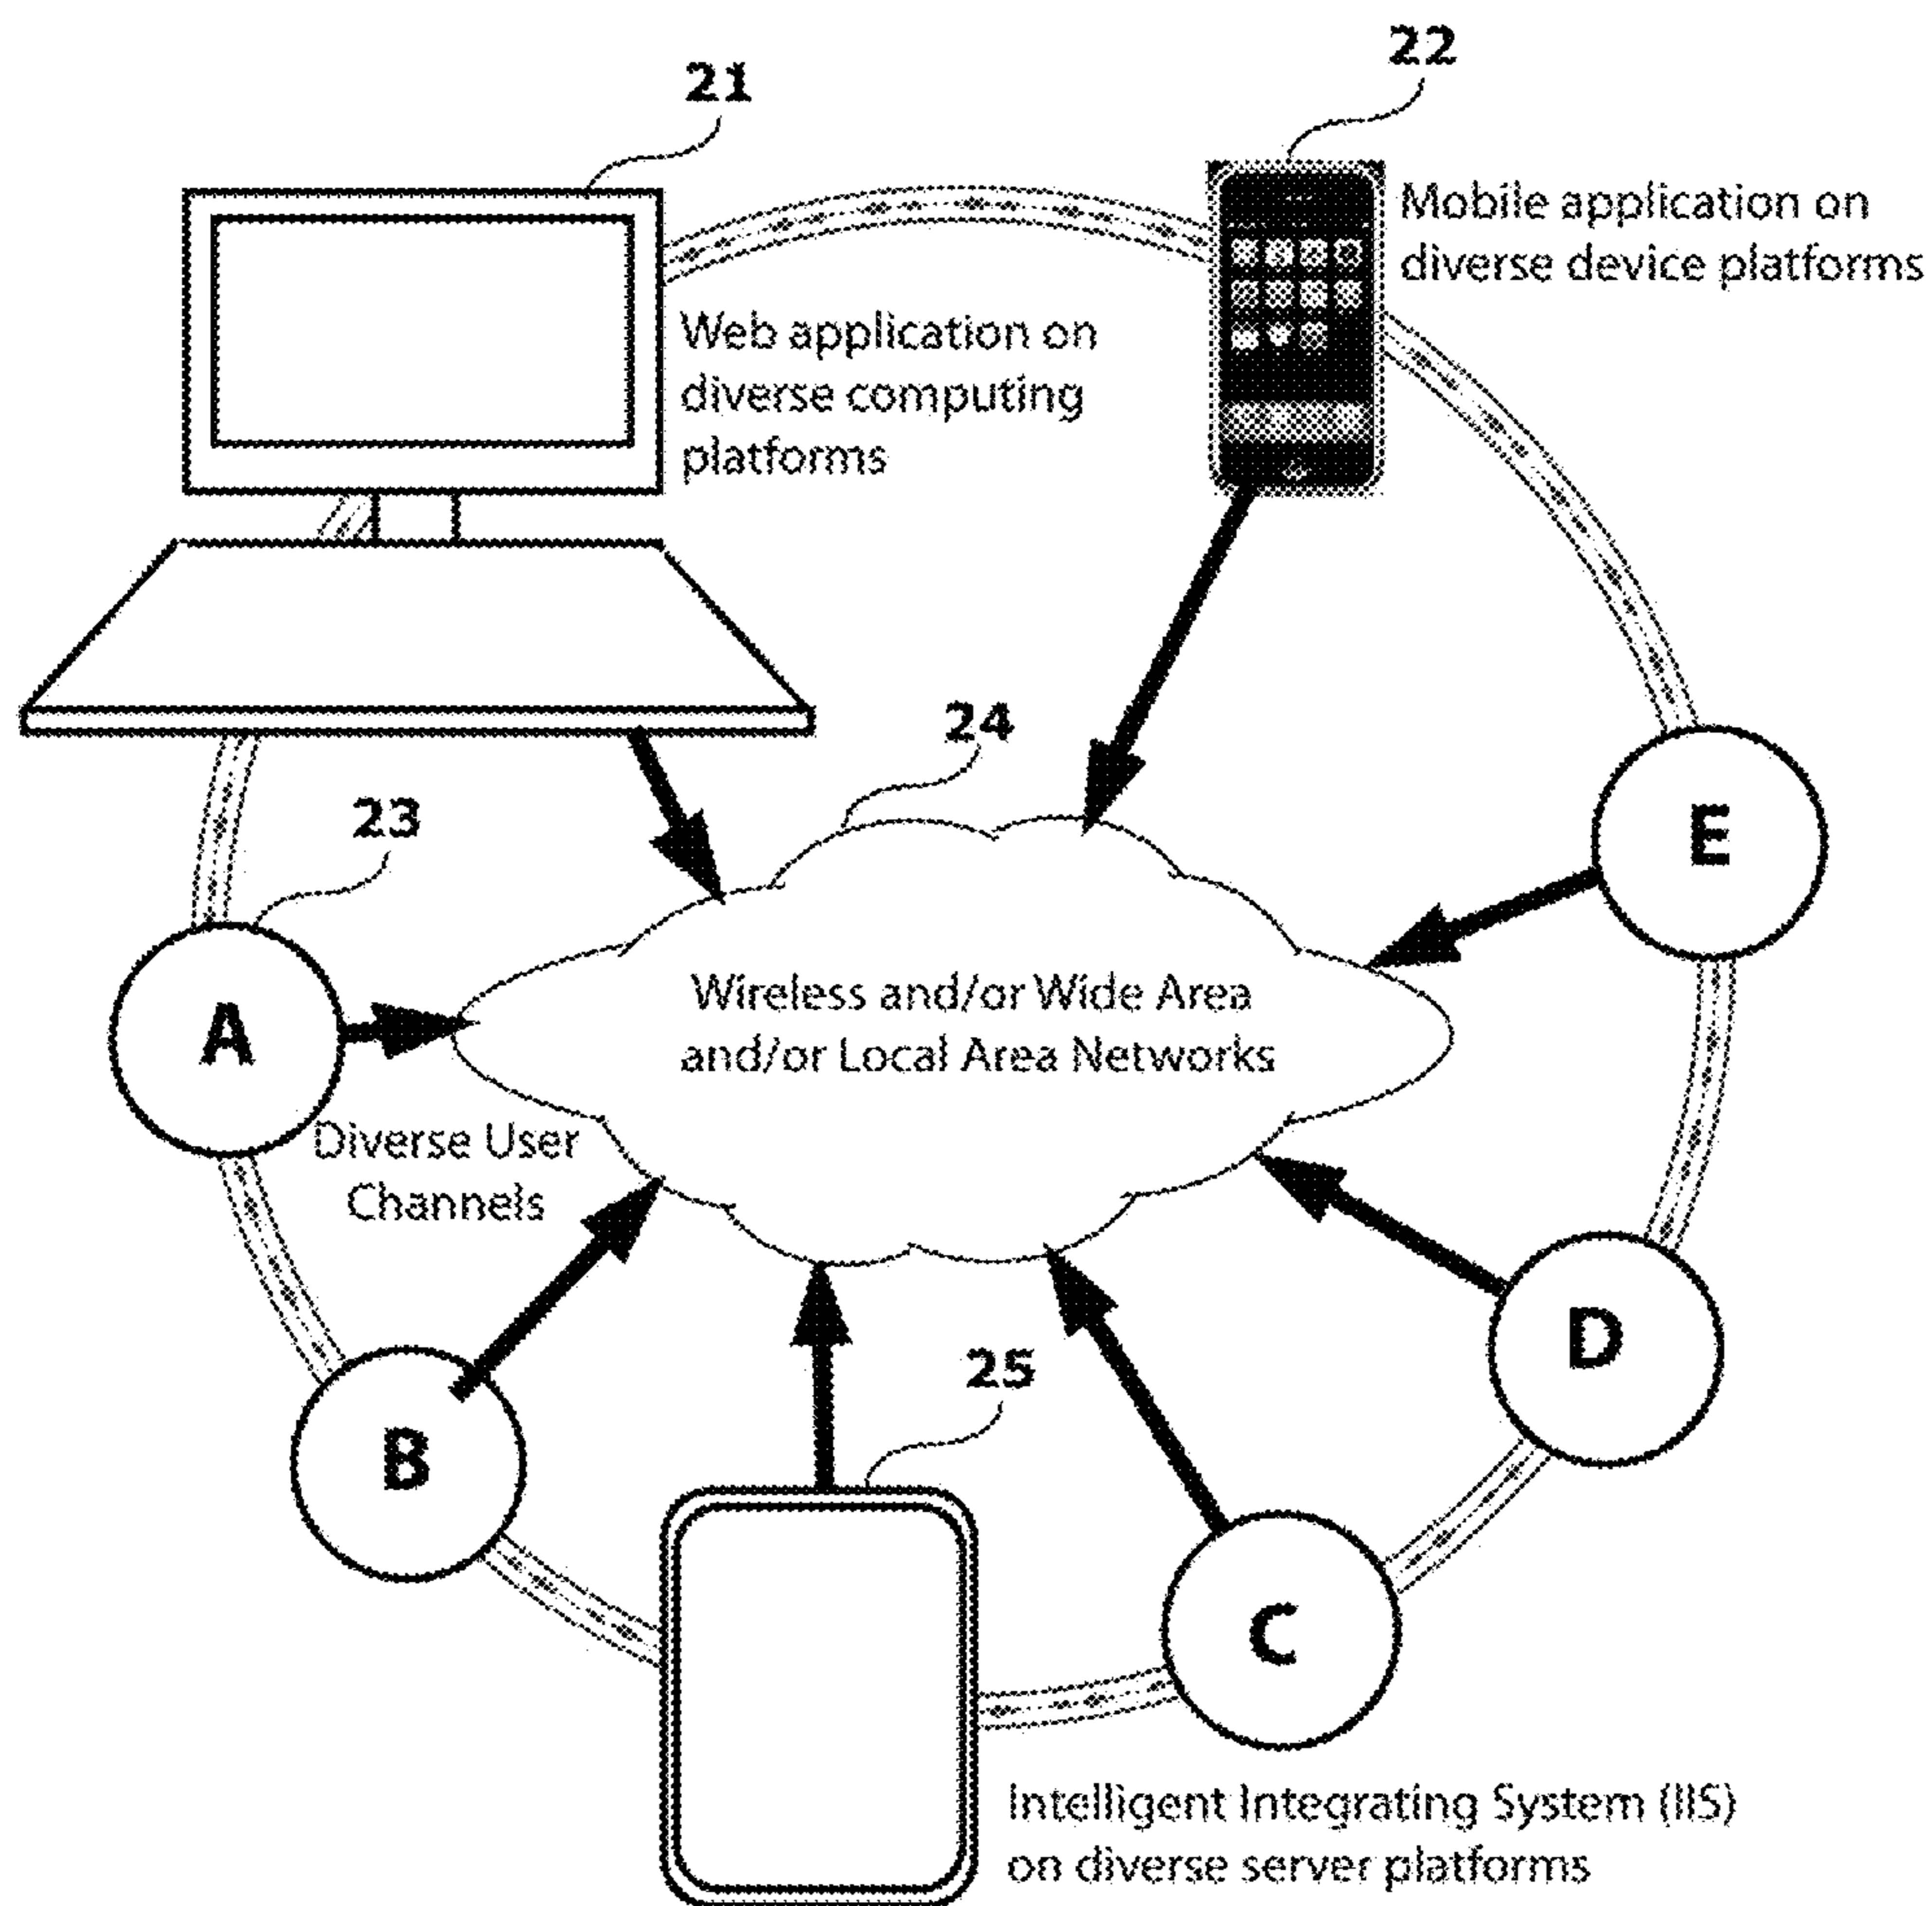 21
22
Mobile application on
diverse device platforms
Web application on
diverse computing
platforms
24
23
E
A
Wireless and/or Wide Area
and/or Local Area Networks
Diverse User
Channels
D
25
B
C
Intelligent Integrating System (IIS)
on diverse server platforms